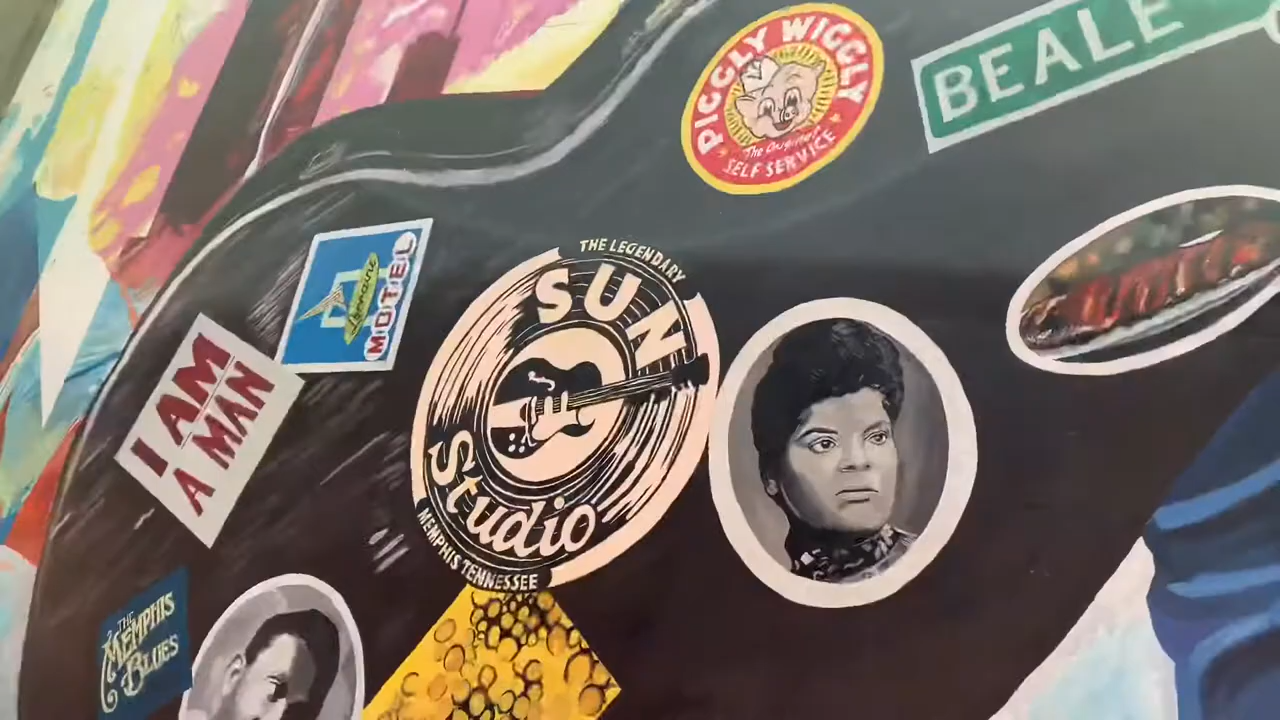 PIGGLY WIGGLY
The Original
SELF SERVICE
BEALE
Lorraine
MOTEL
THE LEGENDARY
SUN
Studio
MEMPHIS TENNESSEE
I AM
A MAN
THE
MEMPHIS
BLUES